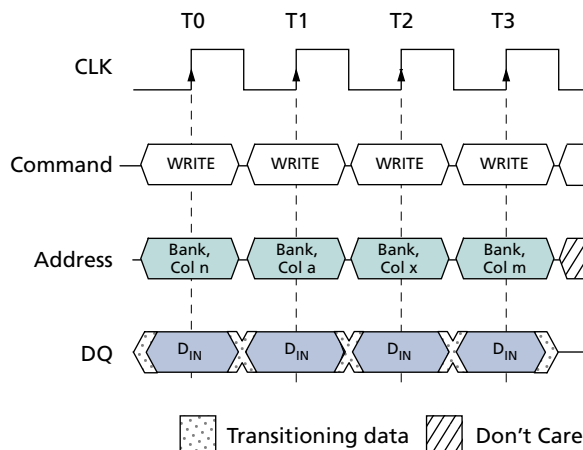 T0 T1 T2 T3
CLK
Command WRITE WRITE WRITE WRITE
Address Bank, Col n Bank, Col a Bank, Col x Bank, Col m
DQ DIN DIN DIN DIN
Transitioning data Don't Care